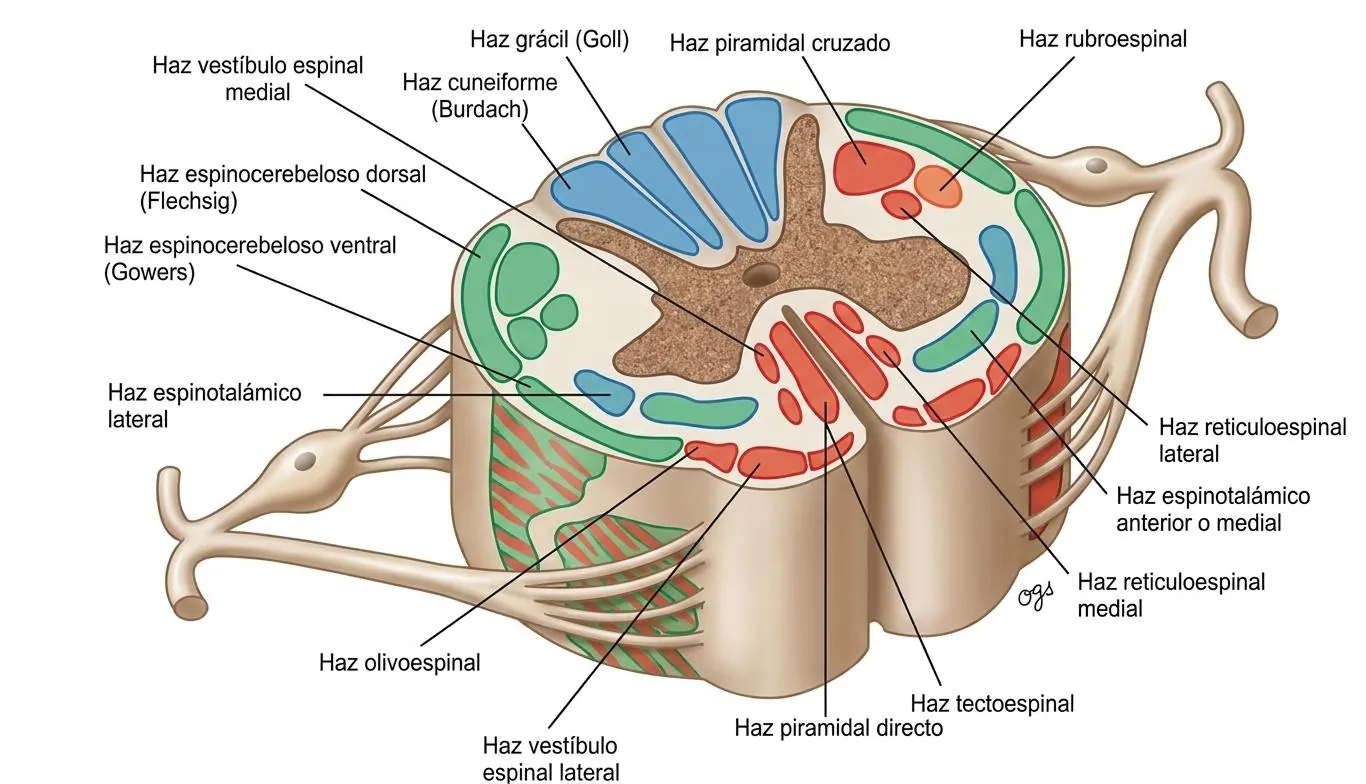 Haz grácil (Goll)
Haz piramidal cruzado
Haz rubroespinal
Haz vestíbulo espinal
medial
Haz cuneiforme
(Burdach)
Haz espinocerebeloso dorsal
(Flechsig)
Haz espinocerebeloso ventral
(Gowers)
Haz espinotalámico
lateral
Haz reticuloespinal
lateral
Haz espinotalámico
anterior o medial
Haz reticuloespinal
medial
ogs
Haz olivoespinal
Haz tectoespinal
Haz piramidal directo
Haz vestíbulo
espinal lateral